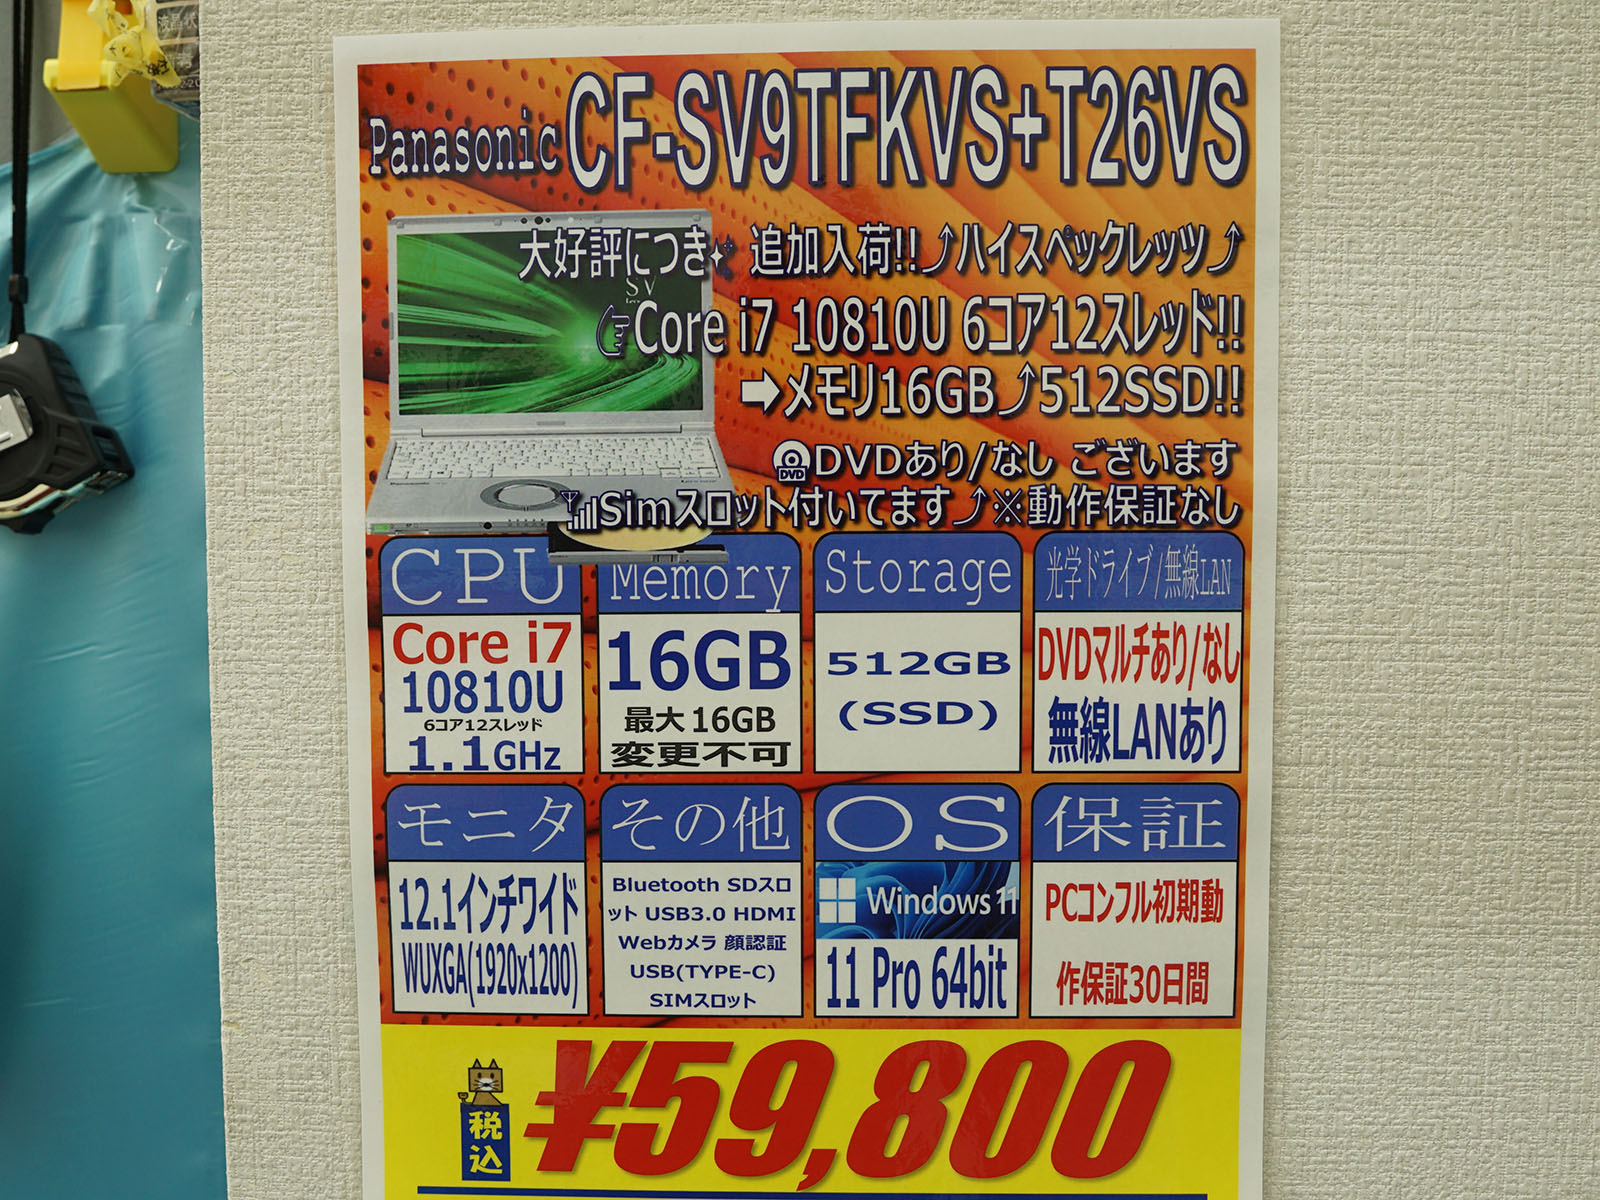 Panasonic CF-SV9TFKVS+T26VS
大好評につき 追加入荷!!⤴ハイスペックレッツ⤴
☞Core i7 10810U 6コア12スレッド!!
➡メモリ16GB⤴512SSD!!
DVDあり/なし ございます
Simスロット付いてます⤴※動作保証なし
CPU
Core i7
10810U
6コア12スレッド
1.1GHz
Memory
16GB
最大16GB
変更不可
Storage
512GB
(SSD)
光学ドライブ/無線LAN
DVDマルチあり/なし
無線LANあり
モニタ
12.1インチワイド
WUXGA(1920x1200)
その他
Bluetooth SDスロ
ット USB3.0 HDMI
Webカメラ 顔認証
USB(TYPE-C)
SIMスロット
OS
Windows 11
11 Pro 64bit
保証
PCコンフル初期動
作保証30日間
税込
¥59,800